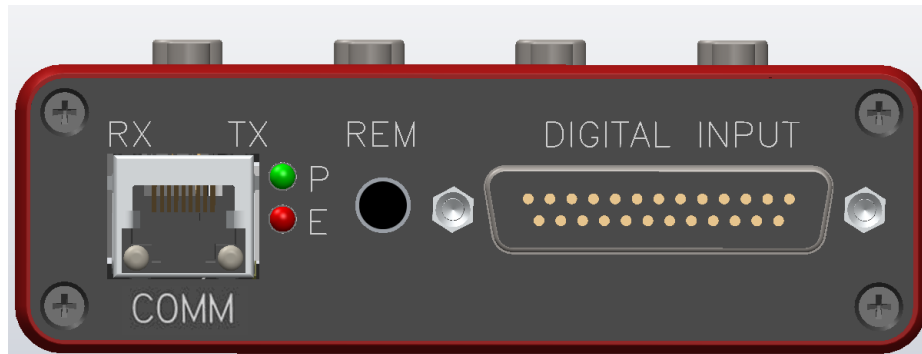 RX TX REM DIGITAL INPUT
P
E
COMM